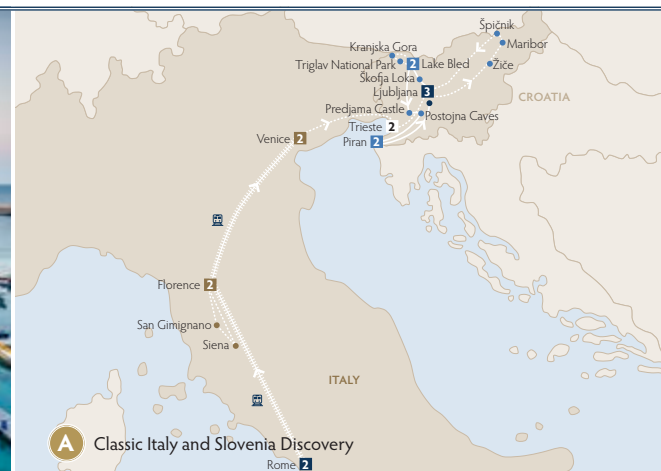 Špičnik
Maribor
Kranjska Gora
Triglav National Park 2 Lake Bled
Žiče
Škofja Loka
Ljubljana 3
CROATIA
Predjama Castle
Postojna Caves
Trieste 2
Venice 2
Piran 2
Florence 2
San Gimignano
Siena
ITALY
A Classic Italy and Slovenia Discovery
Rome 2